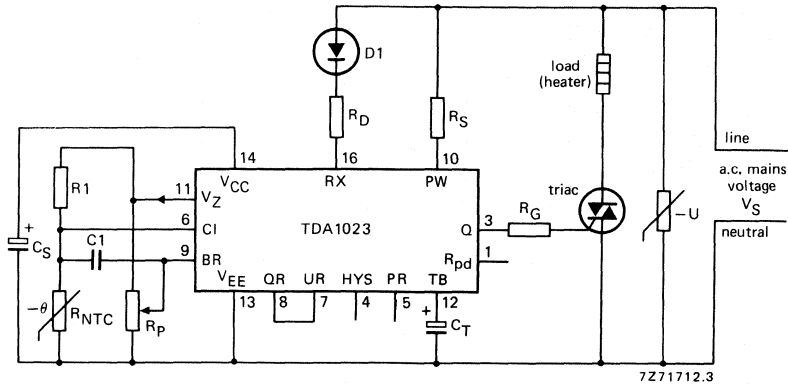 D1
load
(heater)
R_D
R_S
line
14
16
10
a.c. mains
voltage
V_S
neutral
R1
11
V_CC
RX
PW
triac
V_Z
6
CI
TDA1023
Q
3
R_G
-U
+
C_S
C1
9
BR
R_pd
1
V_EE
QR
UR
HYS
PR
TB
13
8
7
4
5
12
-θ
R_NTC
R_P
+
C_T
7Z71712.3